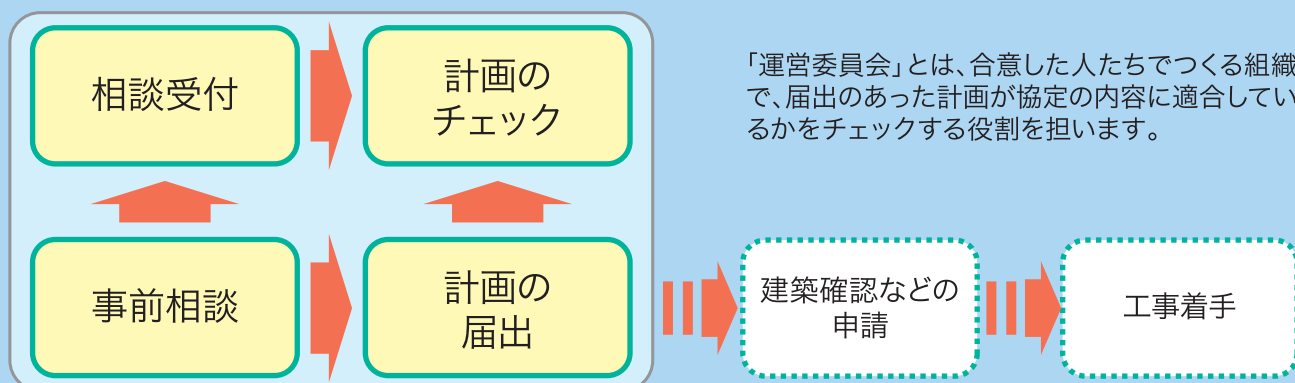 相談受付
計画の
チェック
「運営委員会」とは、合意した人たちでつくる組織
で、届出のあった計画が協定の内容に適合してい
るかをチェックする役割を担います。
事前相談
計画の
届出
建築確認などの
申請
工事着手